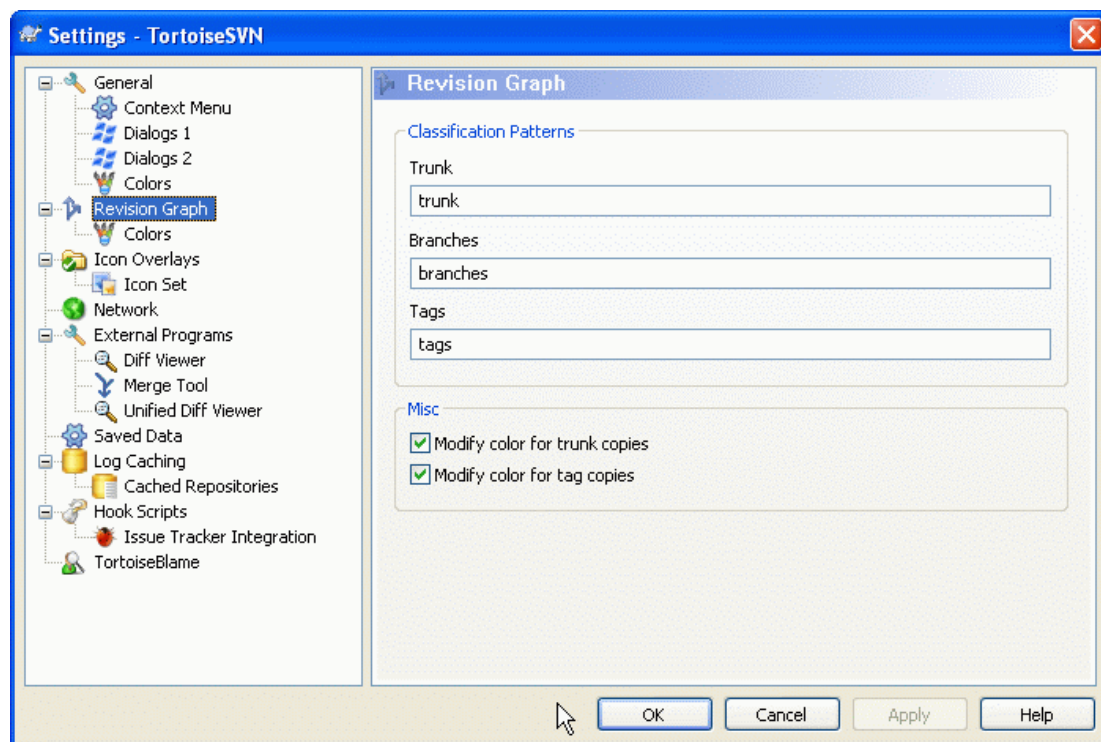 Settings - TortoiseSVN
General
Context Menu
Dialogs 1
Dialogs 2
Colors
Revision Graph
Colors
Icon Overlays
Icon Set
Network
External Programs
Diff Viewer
Merge Tool
Unified Diff Viewer
Saved Data
Log Caching
Cached Repositories
Hook Scripts
Issue Tracker Integration
TortoiseBlame
Revision Graph
Classification Patterns
Trunk
trunk
Branches
branches
Tags
tags
Misc
Modify color for trunk copies
Modify color for tag copies
OK
Cancel
Apply
Help